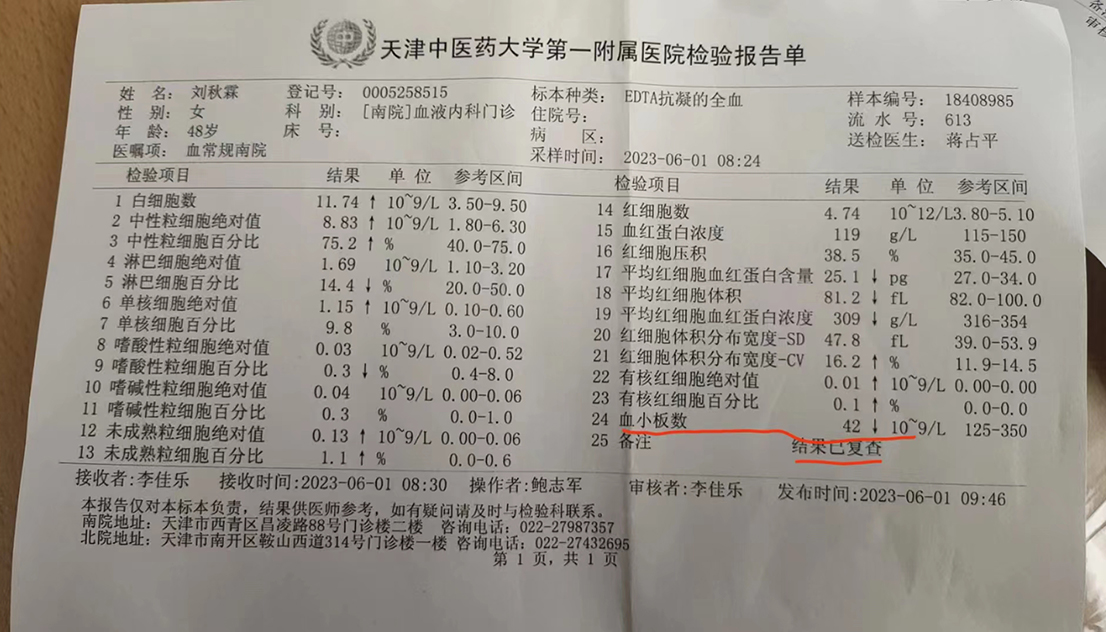 天津中医药大学第一附属医院检验报告单
姓 名： 刘秋霖 登记号： 0005258515 标本种类： EDTA抗凝的全血 样本编号： 18408985
性 别： 女 科 别： [南院]血液内科门诊 住院号： 流 水 号： 613
年 龄： 48岁 床 号： 病 区： 送检医生： 蒋占平
医嘱项： 血常规南院 采样时间： 2023-06-01 08:24
检验项目 结果 单 位 参考区间
1 白细胞数 11.74 ↑ 10~9/L 3.50-9.50
2 中性粒细胞绝对值 8.83 ↑ 10~9/L 1.80-6.30
3 中性粒细胞百分比 75.2 ↑ % 40.0-75.0
4 淋巴细胞绝对值 1.69 10~9/L 1.10-3.20
5 淋巴细胞百分比 14.4 ↓ % 20.0-50.0
6 单核细胞绝对值 1.15 ↑ 10~9/L 0.10-0.60
7 单核细胞百分比 9.8 % 3.0-10.0
8 嗜酸性粒细胞绝对值 0.03 10~9/L 0.02-0.52
9 嗜酸性粒细胞百分比 0.3 ↓ % 0.4-8.0
10 嗜碱性粒细胞绝对值 0.04 10~9/L 0.00-0.06
11 嗜碱性粒细胞百分比 0.3 % 0.0-1.0
12 未成熟粒细胞绝对值 0.13 ↑ 10~9/L 0.00-0.06
13 未成熟粒细胞百分比 1.1 ↑ % 0.0-0.6
检验项目 结果 单 位 参考区间
14 红细胞数 4.74 10~12/L 3.80-5.10
15 血红蛋白浓度 119 g/L 115-150
16 红细胞压积 38.5 % 35.0-45.0
17 平均红细胞血红蛋白含量 25.1 ↓ pg 27.0-34.0
18 平均红细胞体积 81.2 ↓ fL 82.0-100.0
19 平均红细胞血红蛋白浓度 309 ↓ g/L 316-354
20 红细胞体积分布宽度-SD 47.8 fL 39.0-53.9
21 红细胞体积分布宽度-CV 16.2 ↑ % 11.9-14.5
22 有核红细胞绝对值 0.01 ↑ 10~9/L 0.00-0.00
23 有核红细胞百分比 0.1 ↑ % 0.0-0.0
24 血小板数 42 ↓ 10~9/L 125-350
25 备注 结果已复查
接收者:李佳乐 接收时间:2023-06-01 08:30 操作者:鲍志军 审核者:李佳乐 发布时间:2023-06-01 09:46
本报告仅对本标本负责，结果供医师参考，如有疑问请及时与检验科联系。
南院地址：天津市西青区昌凌路88号门诊楼二楼 咨询电话：022-27987357
北院地址：天津市南开区鞍山西道314号门诊楼一楼 咨询电话：022-27432695
第 1 页，共 1 页